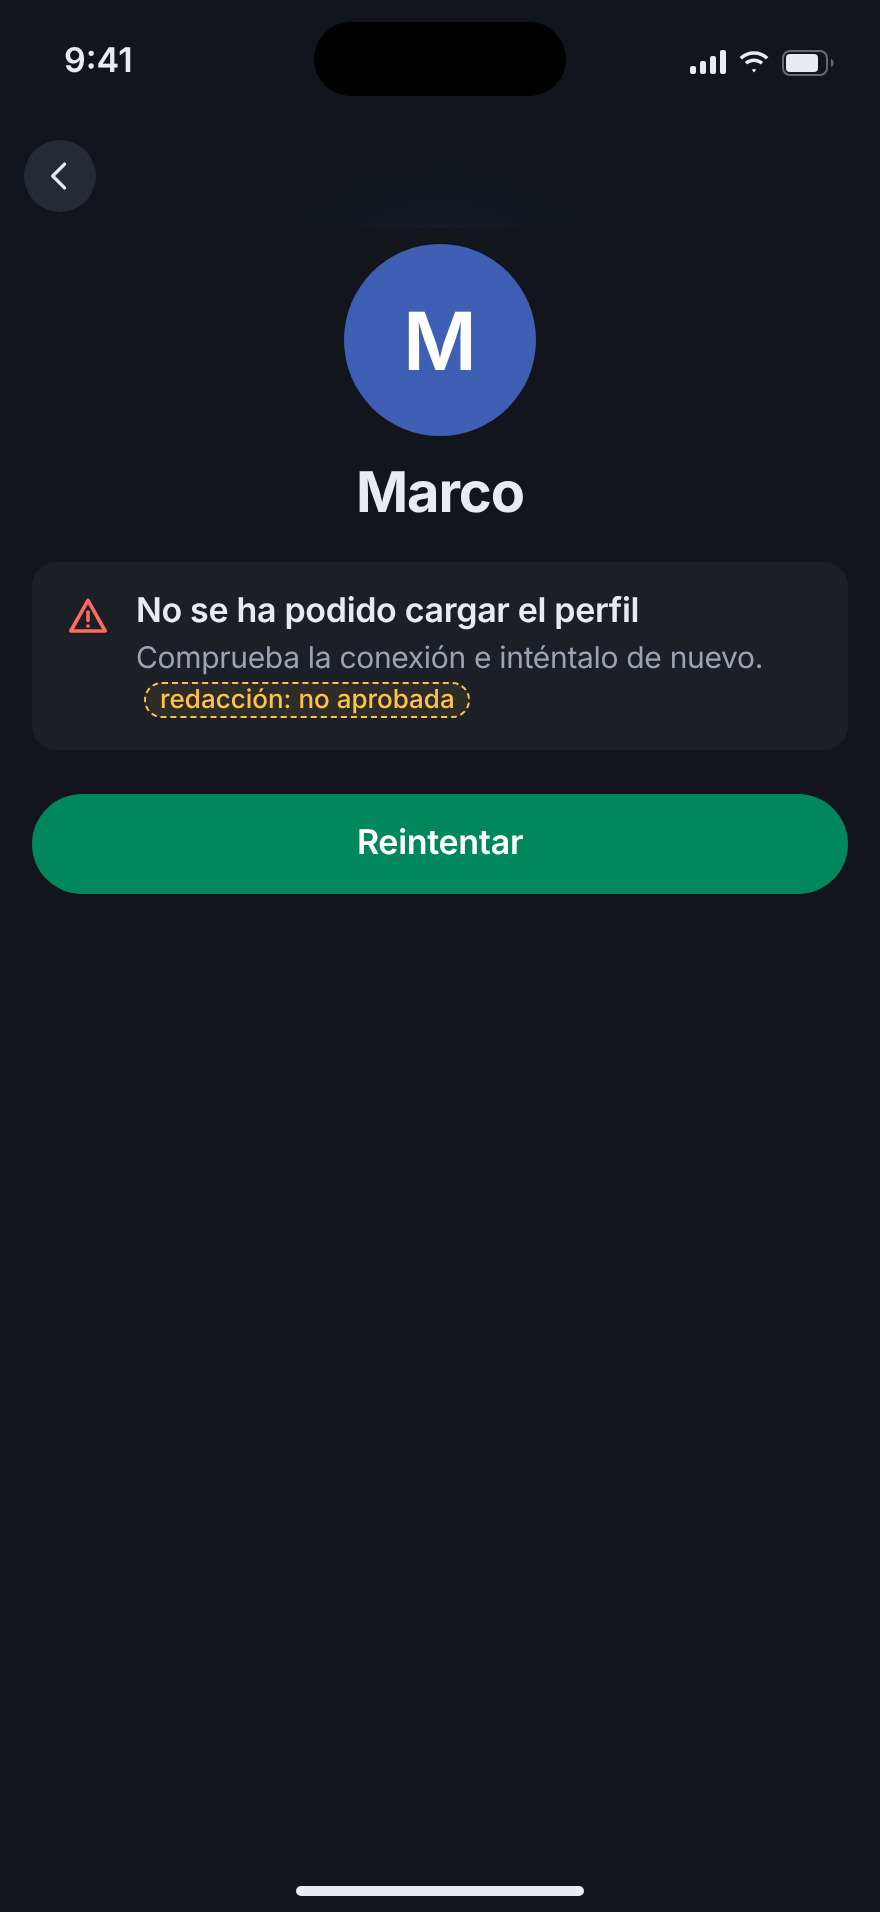 9:41
M
Marco
No se ha podido cargar el perfil
Comprueba la conexión e inténtalo de nuevo.
redacción: no aprobada
Reintentar